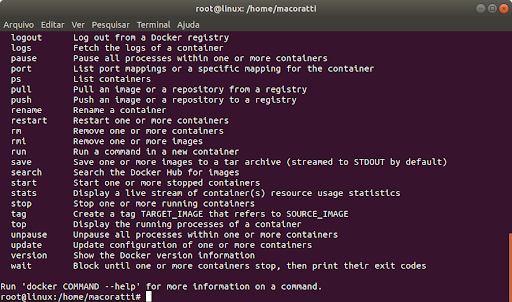 root@linux: /home/macoratti
Arquivo Editar Ver Pesquisar Terminal Ajuda
logout Log out from a Docker registry
logs Fetch the logs of a container
pause Pause all processes within one or more containers
port List port mappings or a specific mapping for the container
ps List containers
pull Pull an image or a repository from a registry
push Push an image or a repository to a registry
rename Rename a container
restart Restart one or more containers
rm Remove one or more containers
rmi Remove one or more images
run Run a command in a new container
save Save one or more images to a tar archive (streamed to STDOUT by default)
search Search the Docker Hub for images
start Start one or more stopped containers
stats Display a live stream of container(s) resource usage statistics
stop Stop one or more running containers
tag Create a tag TARGET_IMAGE that refers to SOURCE_IMAGE
top Display the running processes of a container
unpause Unpause all processes within one or more containers
update Update configuration of one or more containers
version Show the Docker version information
wait Block until one or more containers stop, then print their exit codes
Run 'docker COMMAND --help' for more information on a command.
root@linux:/home/macoratti#